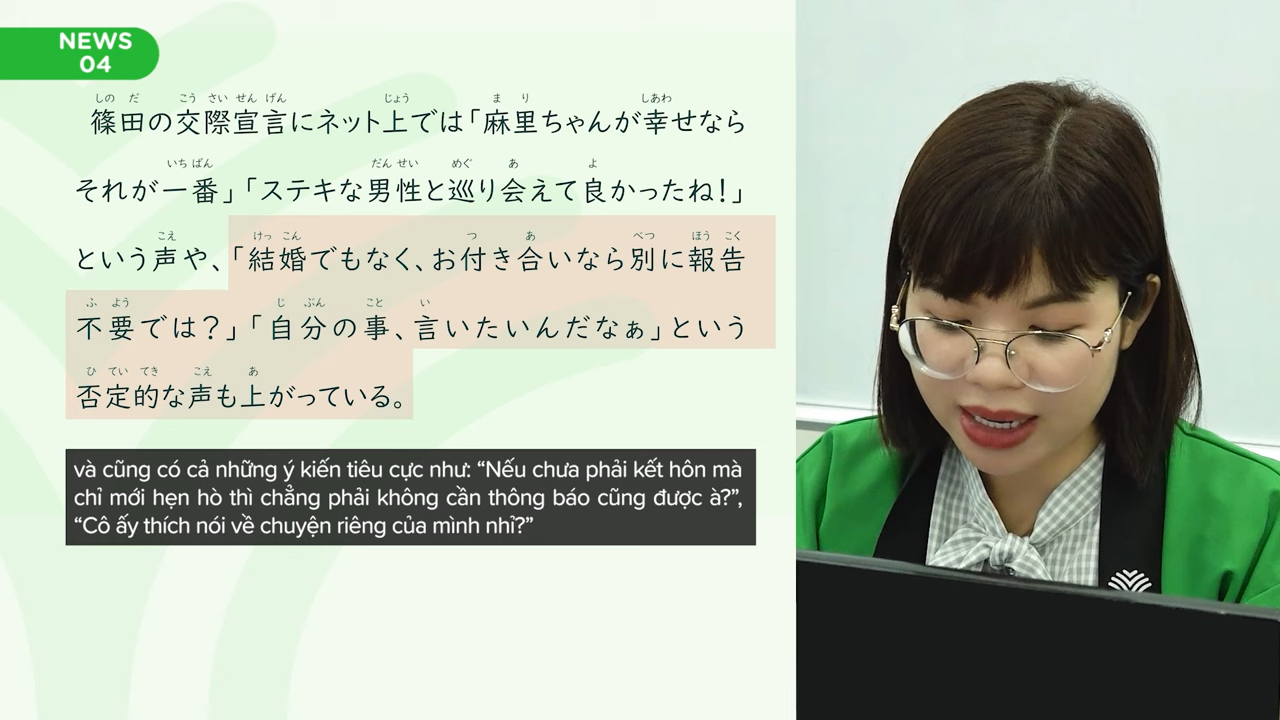 NEWS
04
しの だ こう さい せん げん じょう ま り しあわ
篠田の交際宣言にネット上では「麻里ちゃんが幸せなら
いち ばん だん せい めぐ あ よ
それが一番」「ステキな男性と巡り会えて良かったね!」
こえ けっ こん つ あ べつ ほう こく
という声や、「結婚でもなく、お付き合いなら別に報告
ふ よう じ ぶん こと い
不要では?」「自分の事、言いたいんだなぁ」という
ひ てい てき こえ あ
否定的な声も上がっている。
và cũng có cả những ý kiến tiêu cực như: “Nếu chưa phải kết hôn mà
chỉ mới hẹn hò thì chẳng phải không cần thông báo cũng được à?”,
“Cô ấy thích nói về chuyện riêng của mình nhỉ?”